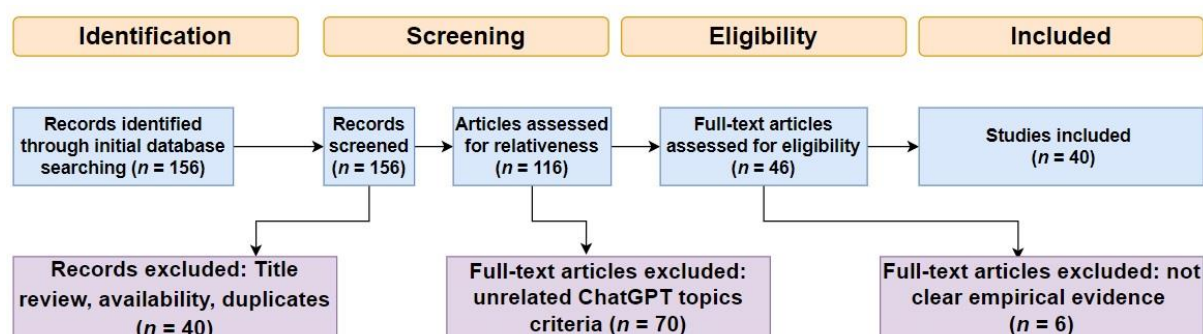 Identification
Screening
Eligibility
Included
Records identified
through initial database
searching (n = 156)
Records
screened
(n = 156)
Articles assessed
for relativeness
(n = 116)
Full-text articles
assessed for eligibility
(n = 46)
Studies included
(n = 40)
Records excluded: Title
review, availability, duplicates
(n = 40)
Full-text articles excluded:
unrelated ChatGPT topics
criteria (n = 70)
Full-text articles excluded: not
clear empirical evidence
(n = 6)